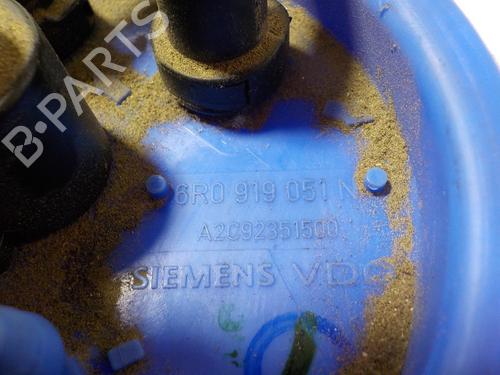 B-PARTS
6R0 919 051 N
A2C92351500
SIEMENS VDO